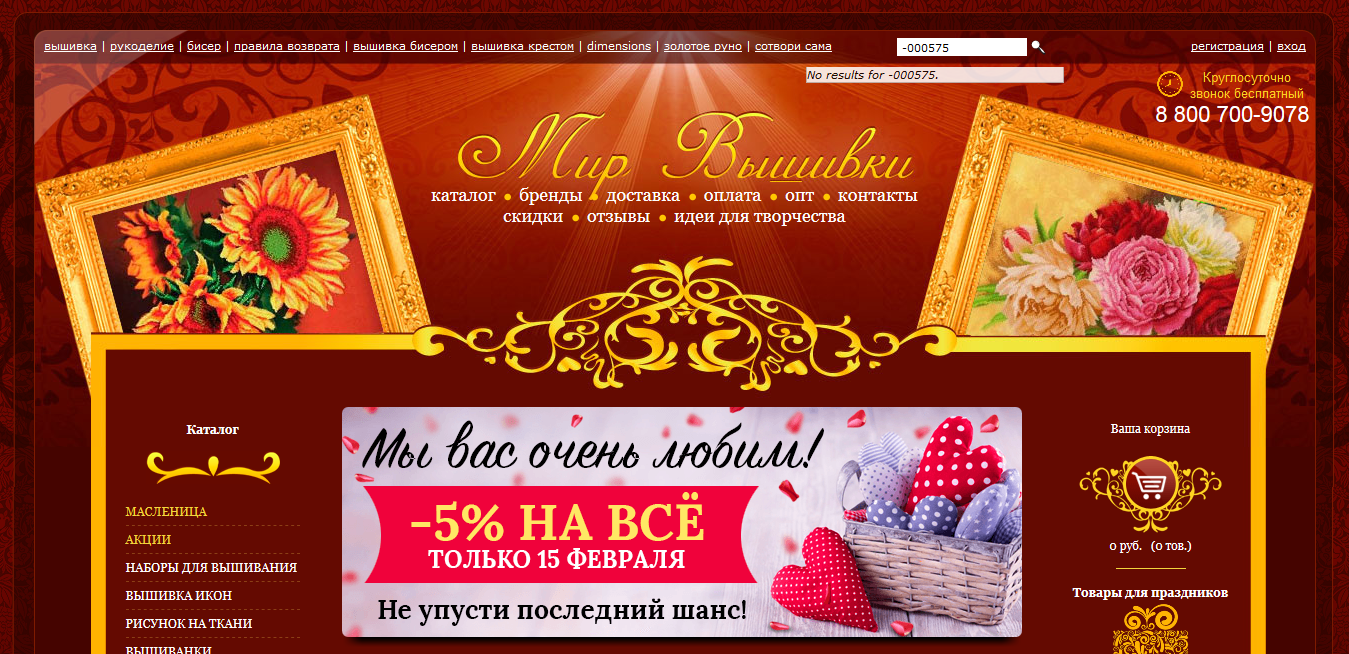 вышивка | рукоделие | бисер | правила возврата | вышивка бисером | вышивка крестом | dimensions | золотое руно | сотвори сама
-000575
регистрация | вход
No results for -000575.
Круглосуточно
звонок бесплатный
8 800 700-9078
Мир Вышивки
каталог • бренды • доставка • оплата • опт • контакты
скидки • отзывы • идеи для творчества
Каталог
МАСЛЕНИЦА
АКЦИИ
НАБОРЫ ДЛЯ ВЫШИВАНИЯ
ВЫШИВКА ИКОН
РИСУНОК НА ТКАНИ
ВЫШИВАНКИ
Мы вас очень любим!
-5% НА ВСЁ
ТОЛЬКО 15 ФЕВРАЛЯ
Не упусти последний шанс!
Ваша корзина
0 руб. (0 тов.)
Товары для праздников